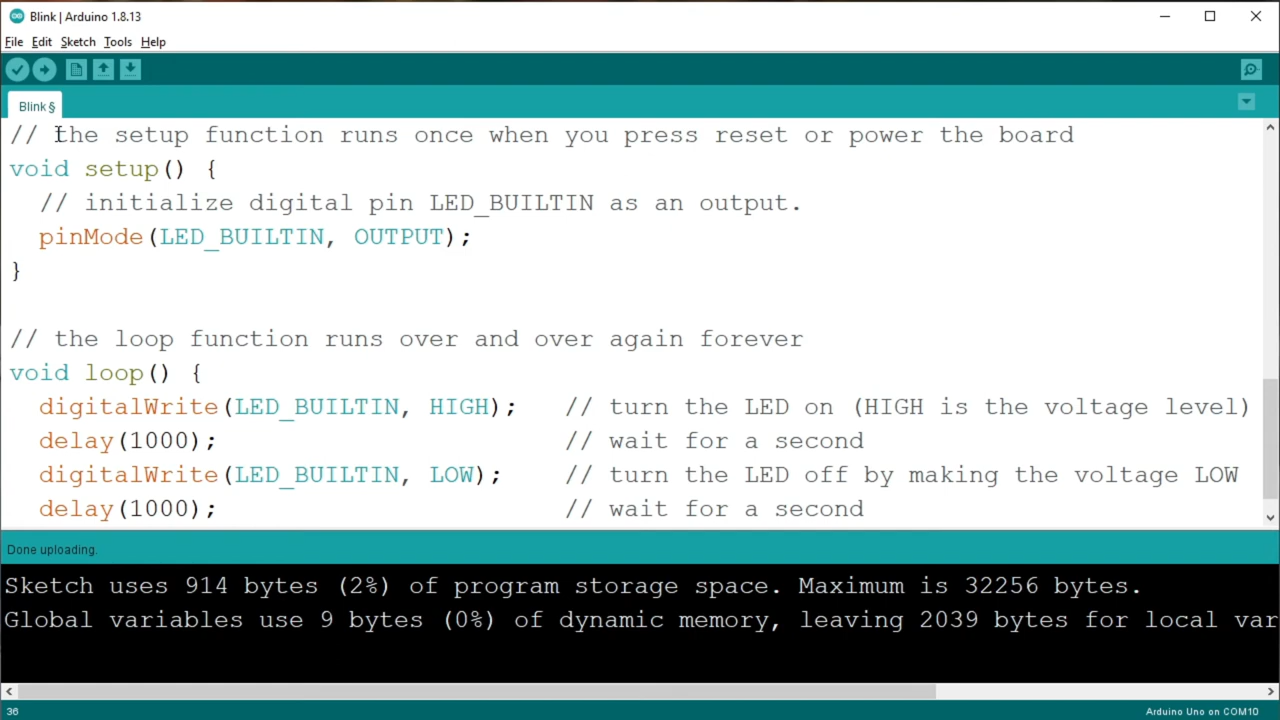 Blink | Arduino 1.8.13
File Edit Sketch Tools Help
Blink §
// the setup function runs once when you press reset or power the board
void setup() {
  // initialize digital pin LED_BUILTIN as an output.
  pinMode(LED_BUILTIN, OUTPUT);
}
// the loop function runs over and over again forever
void loop() {
  digitalWrite(LED_BUILTIN, HIGH);   // turn the LED on (HIGH is the voltage level)
  delay(1000);                       // wait for a second
  digitalWrite(LED_BUILTIN, LOW);    // turn the LED off by making the voltage LOW
  delay(1000);                       // wait for a second
Done uploading.
Sketch uses 914 bytes (2%) of program storage space. Maximum is 32256 bytes.
Global variables use 9 bytes (0%) of dynamic memory, leaving 2039 bytes for local var
36
Arduino Uno on COM10